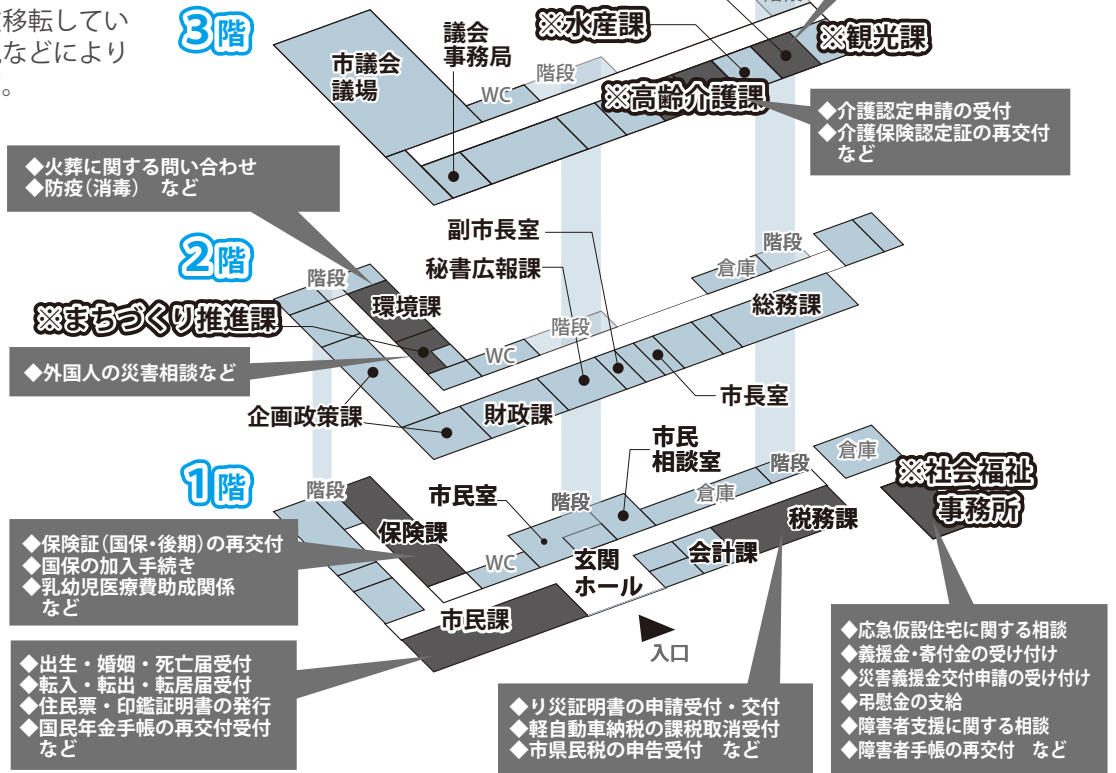 移転してい
などにより
。
3階
市議会
議場
議会
事務局
WC
階段
※水産課
※観光課
※高齢介護課
◆介護認定申請の受付
◆介護保険認定証の再交付
など
◆火葬に関する問い合わせ
◆防疫(消毒) など
2階
階段
環境課
※まちづくり推進課
◆外国人の災害相談など
企画政策課
副市長室
秘書広報課
WC
階段
財政課
市長室
倉庫
階段
総務課
1階
階段
保険課
◆保険証(国保・後期)の再交付
◆国保の加入手続き
◆乳幼児医療費助成関係
など
市民課
◆出生・婚姻・死亡届受付
◆転入・転出・転居届受付
◆住民票・印鑑証明書の発行
◆国民年金手帳の再交付受付
など
市民室
WC
階段
市民
相談室
玄関
ホール
入口
倉庫
階段
会計課
税務課
◆り災証明書の申請受付・交付
◆軽自動車納税の課税取消受付
◆市県民税の申告受付 など
倉庫
※社会福祉
事務所
◆応急仮設住宅に関する相談
◆義援金・寄付金の受け付け
◆災害義援金交付申請の受け付け
◆弔慰金の支給
◆障害者支援に関する相談
◆障害者手帳の再交付 など